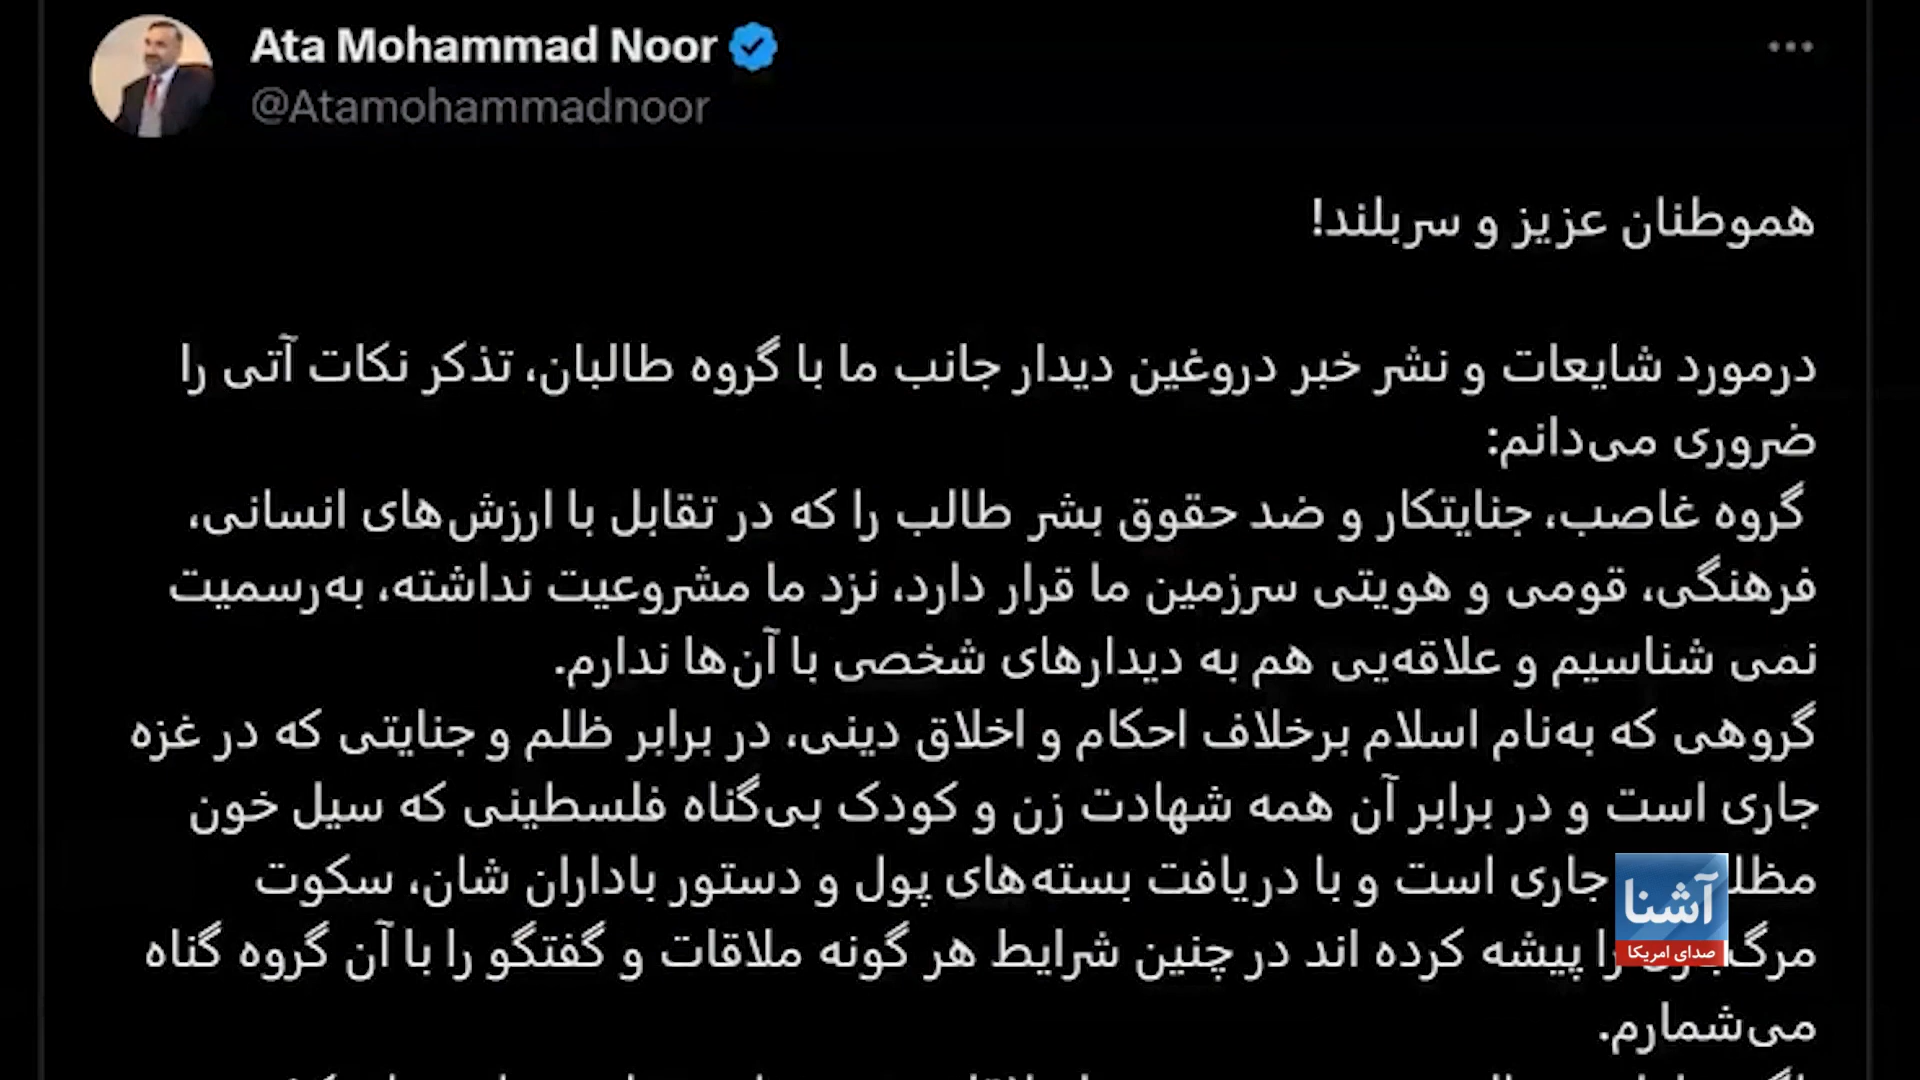 Ata Mohammad Noor
@Atamohammadnoor
هموطنان عزیز و سربلند!
درمورد شایعات و نشر خبر دروغین دیدار جانب ما با گروه طالبان، تذکر نکات آتی را
ضروری می‌دانم:
گروه غاصب، جنایتکار و ضد حقوق بشر طالب را که در تقابل با ارزش‌های انسانی،
فرهنگی، قومی و هویتی سرزمین ما قرار دارد، نزد ما مشروعیت نداشته، به‌رسمیت
نمی شناسیم و علاقه‌یی هم به دیدارهای شخصی با آن‌ها ندارم.
گروهی که به‌نام اسلام برخلاف احکام و اخلاق دینی، در برابر ظلم و جنایتی که در غزه
جاری است و در برابر آن همه شهادت زن و کودک بی‌گناه فلسطینی که سیل خون
جاری است و با دریافت بسته‌های پول و دستور باداران شان، سکوت
را پیشه کرده اند در چنین شرایط هر گونه ملاقات و گفتگو را با آن گروه گناه
می‌شمارم.
آشنا
صدای امریکا